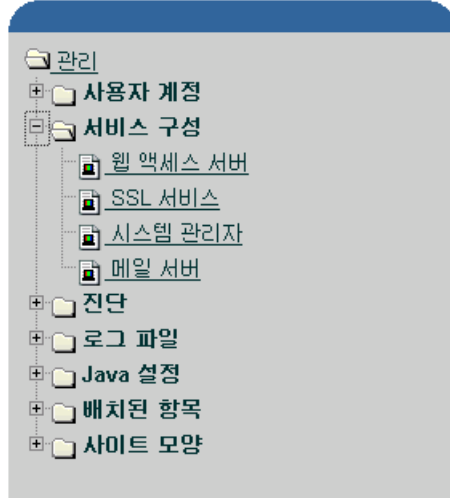 관리
사용자 계정
서비스 구성
웹 액세스 서버
SSL 서비스
시스템 관리자
메일 서버
진단
로그 파일
Java 설정
배치된 항목
사이트 모양